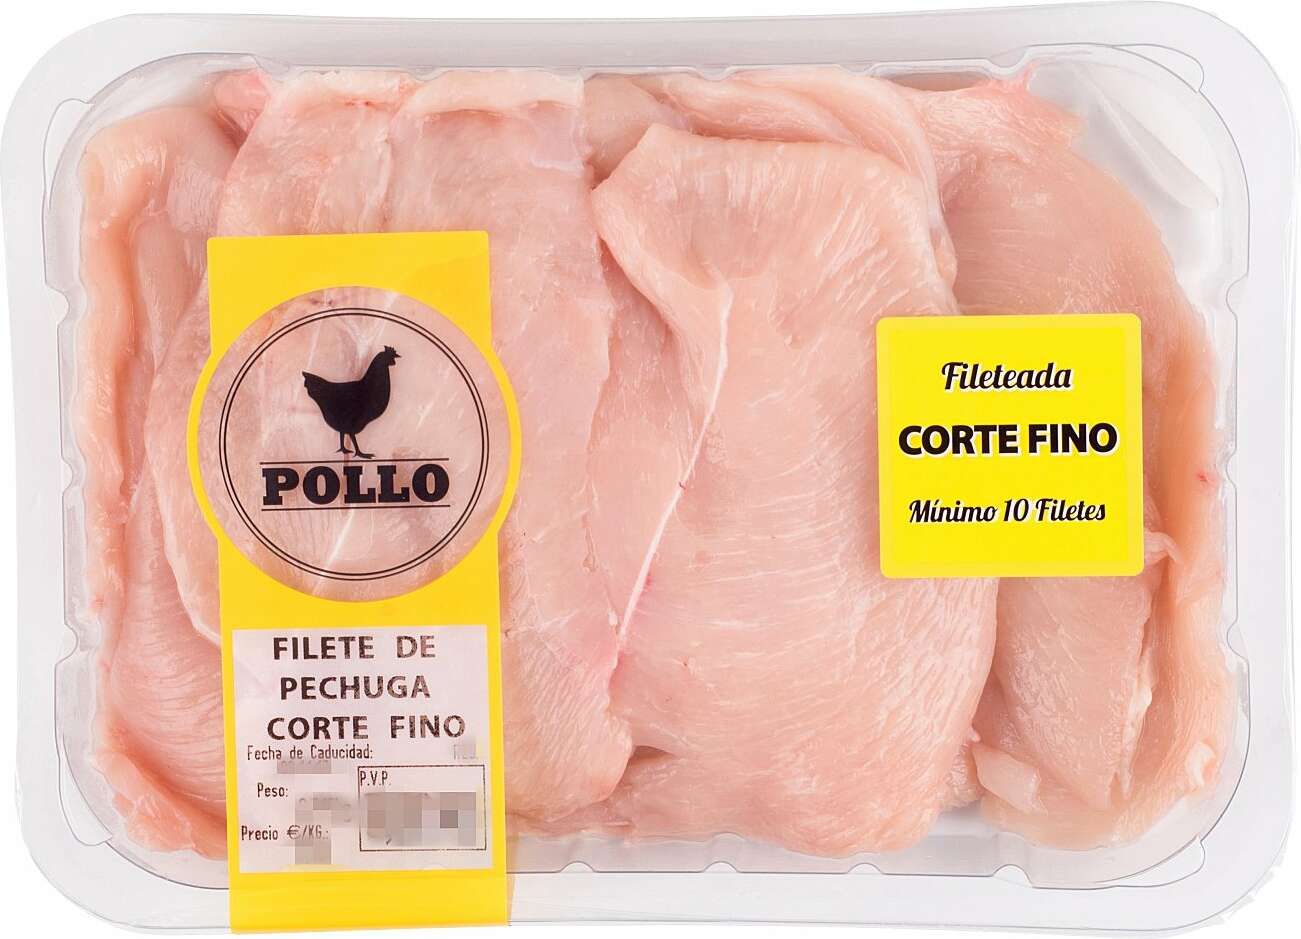 POLLO
FILETE DE
PECHUGA
CORTE FINO
Fecha de Caducidad:
Peso:
P.V.P.
Precio €/KG.:
Fileteada
CORTE FINO
Mínimo 10 Filetes